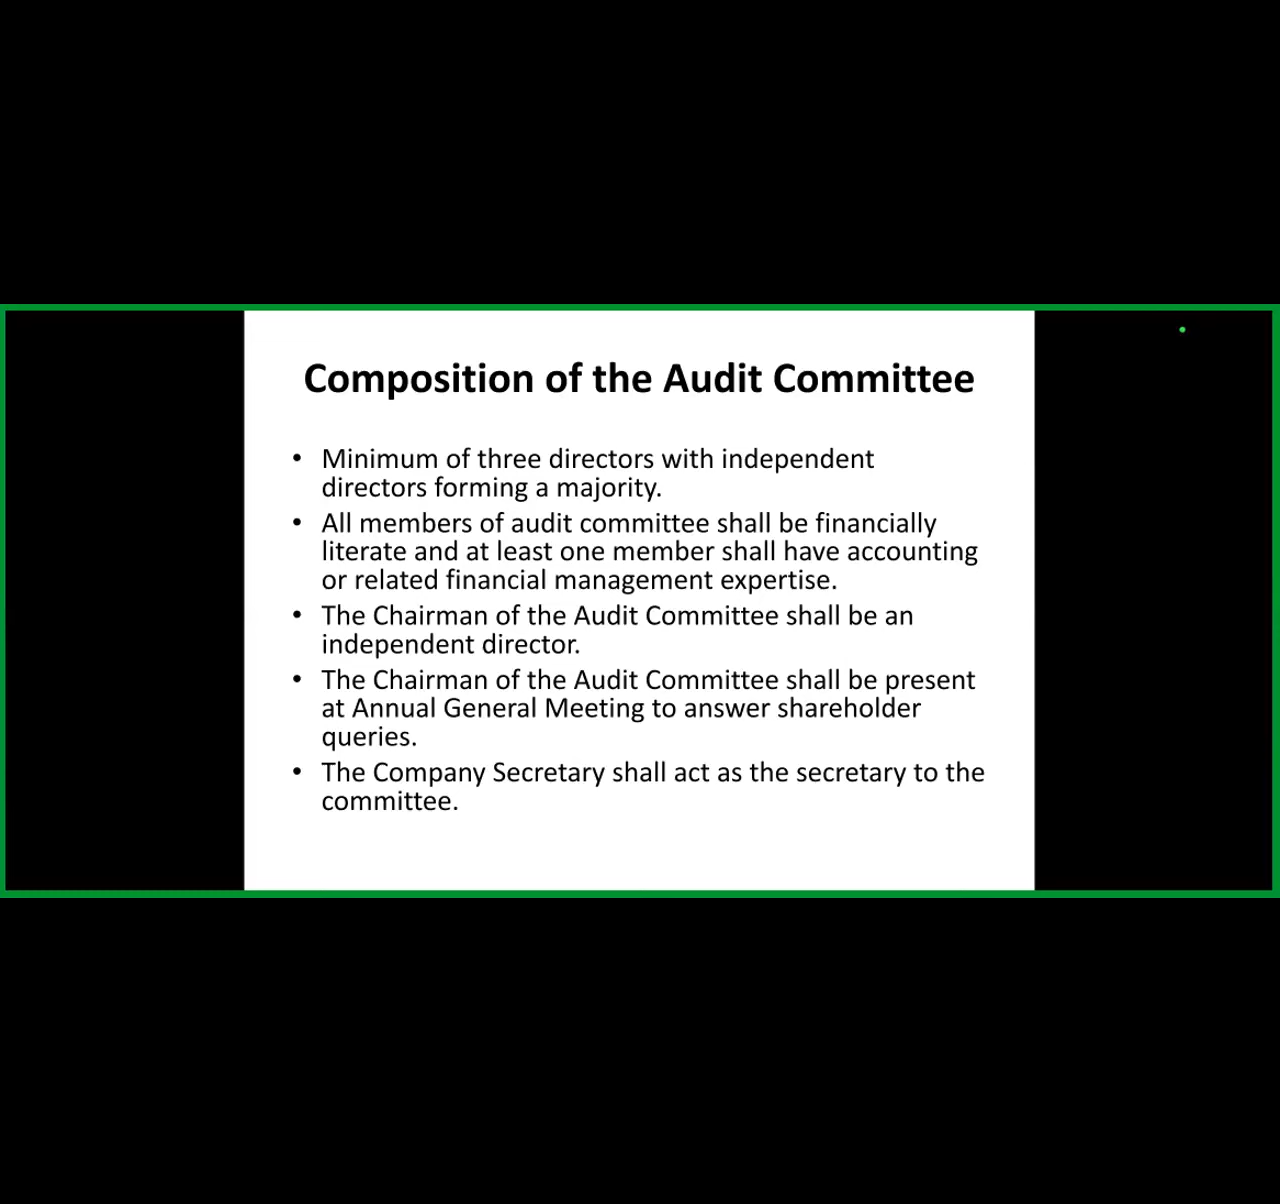 Composition of the Audit Committee
• Minimum of three directors with independent
directors forming a majority.
• All members of audit committee shall be financially
literate and at least one member shall have accounting
or related financial management expertise.
• The Chairman of the Audit Committee shall be an
independent director.
• The Chairman of the Audit Committee shall be present
at Annual General Meeting to answer shareholder
queries.
• The Company Secretary shall act as the secretary to the
committee.